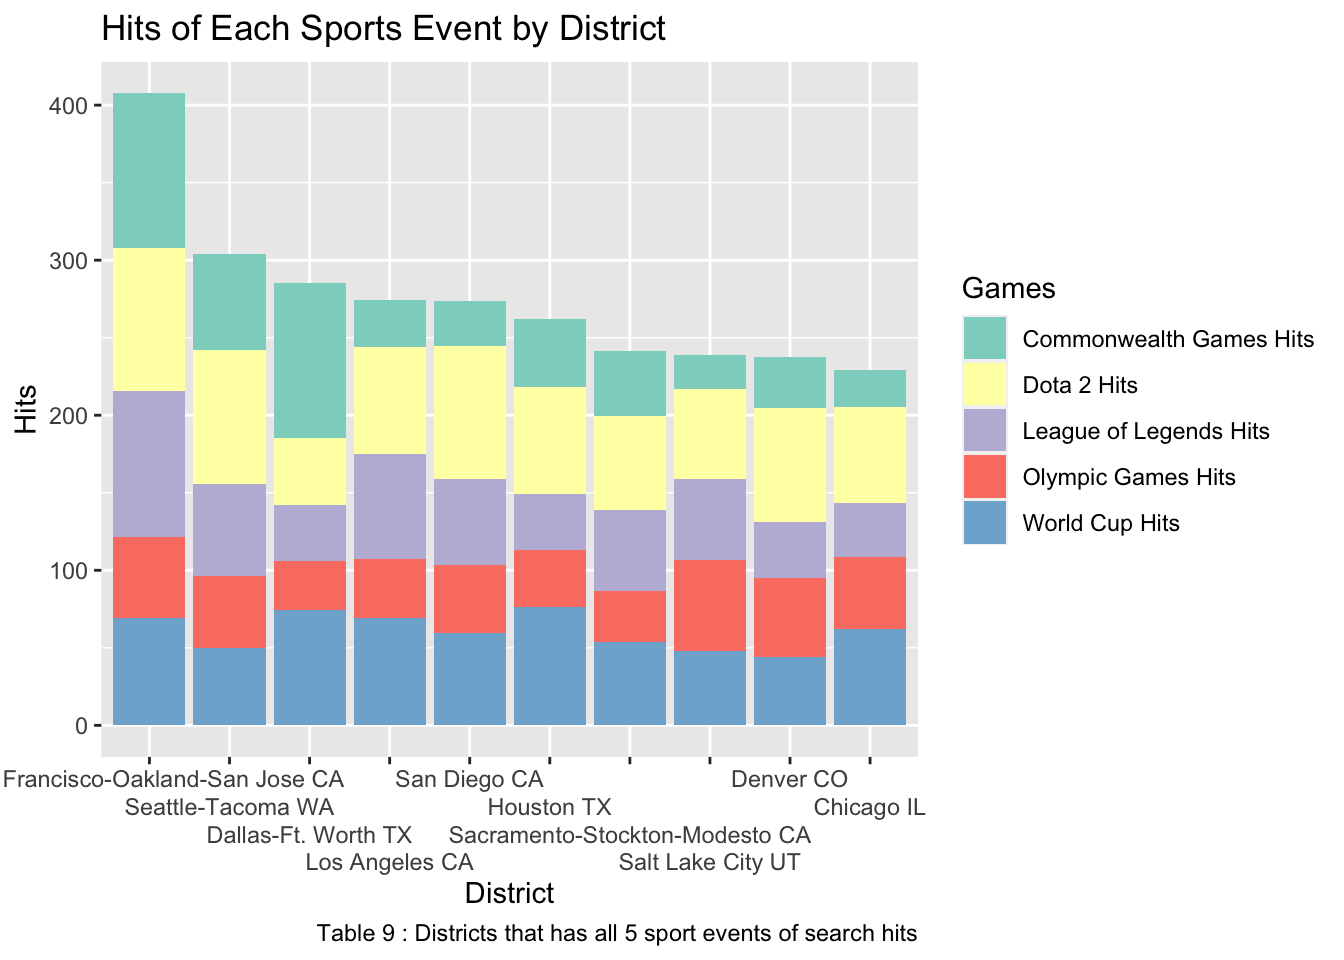 Hits of Each Sports Event by District
400
300
200
100
0
Hits
Francisco-Oakland-San Jose CA
San Diego CA
Denver CO
Seattle-Tacoma WA
Houston TX
Chicago IL
Dallas-Ft. Worth TX
Sacramento-Stockton-Modesto CA
Los Angeles CA
Salt Lake City UT
District
Table 9 : Districts that has all 5 sport events of search hits
Games
Commonwealth Games Hits
Dota 2 Hits
League of Legends Hits
Olympic Games Hits
World Cup Hits